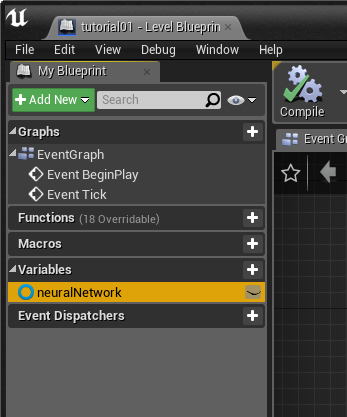 tutorial01 - Level Blueprin
File Edit View Debug Window Help
My Blueprint
Add New Search
Compile
Graphs
Event G
EventGraph
Event BeginPlay
Event Tick
Functions (18 Overridable)
Macros
Variables
neuralNetwork
Event Dispatchers